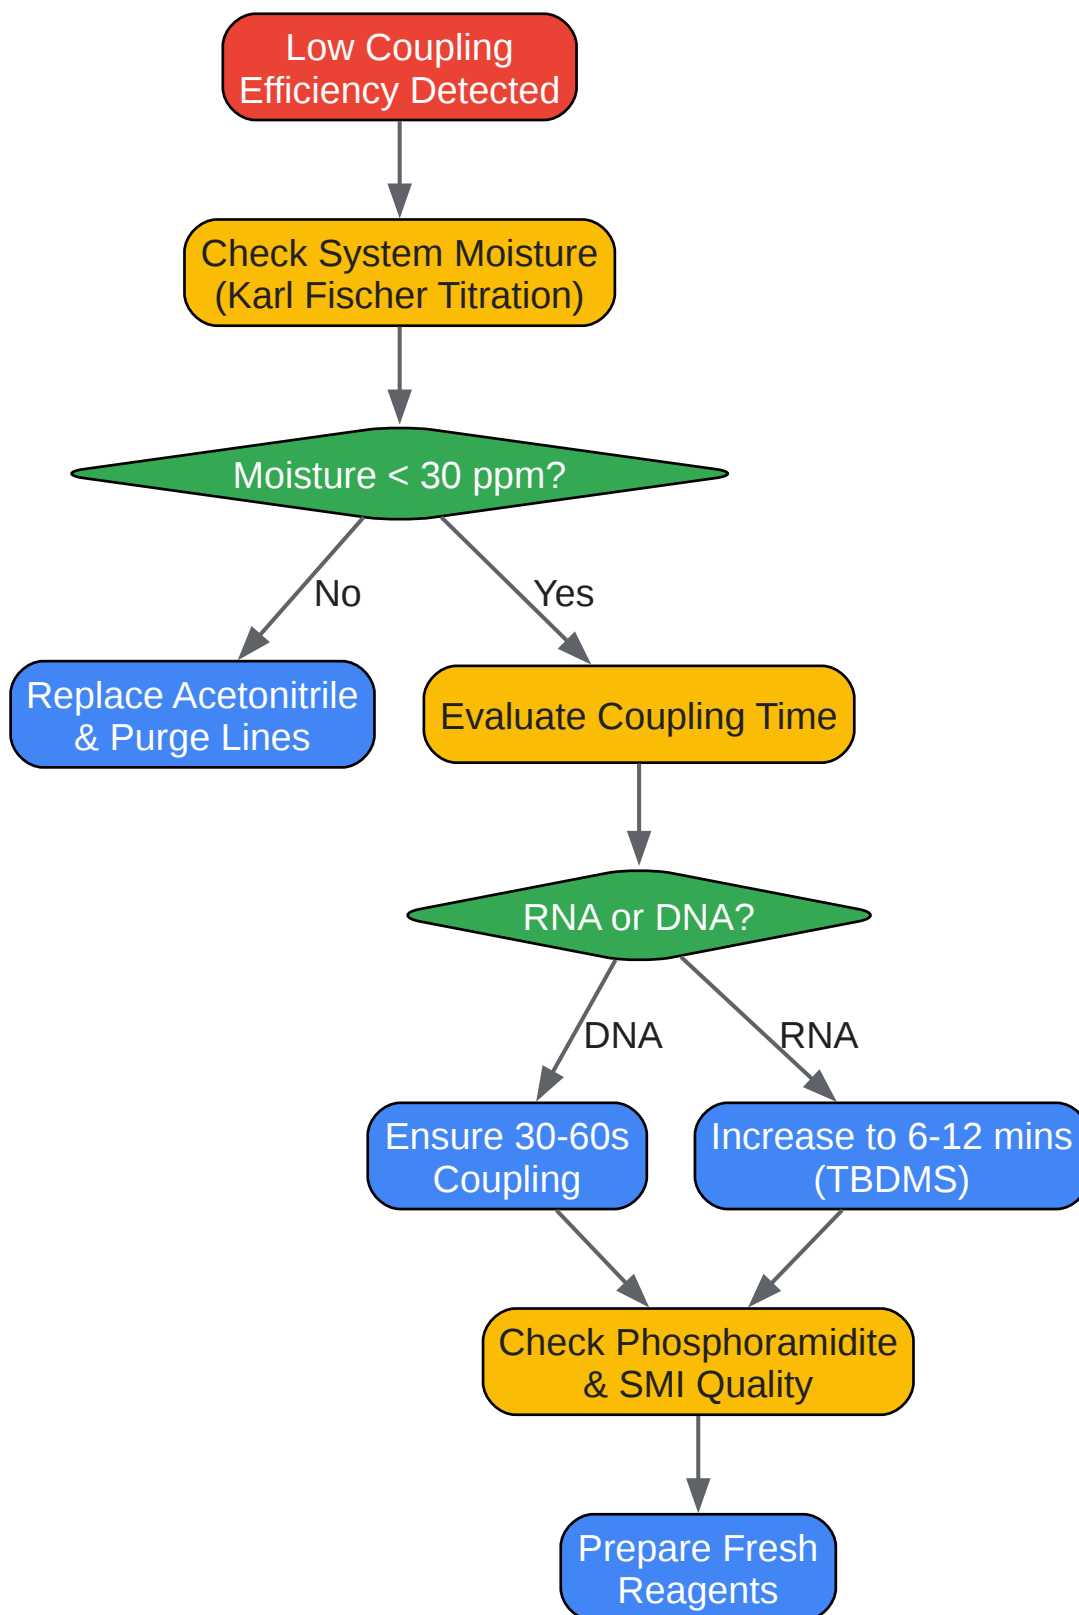 Low Coupling
Efficiency Detected
Check System Moisture
(Karl Fischer Titration)
Moisture < 30 ppm?
No
Yes
Replace Acetonitrile
& Purge Lines
Evaluate Coupling Time
RNA or DNA?
DNA
RNA
Ensure 30-60s
Coupling
Increase to 6-12 mins
(TBDMS)
Check Phosphoramidite
& SMI Quality
Prepare Fresh
Reagents